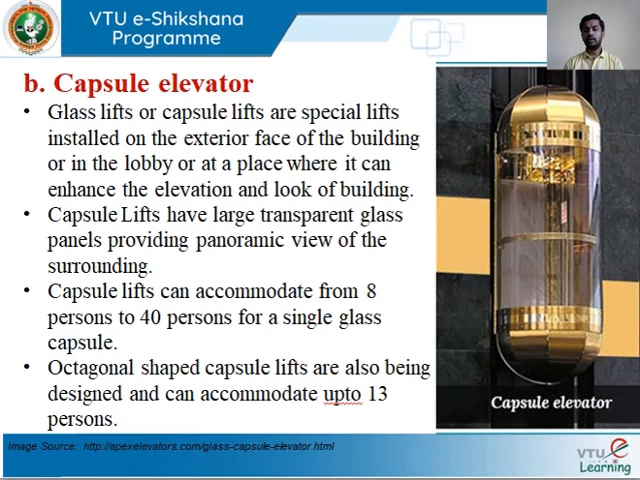 VTU e-Shikshana
Programme
b. Capsule elevator
• Glass lifts or capsule lifts are special lifts
installed on the exterior face of the building
or in the lobby or at a place where it can
enhance the elevation and look of building.
• Capsule Lifts have large transparent glass
panels providing panoramic view of the
surrounding.
• Capsule lifts can accommodate from 8
persons to 40 persons for a single glass
capsule.
• Octagonal shaped capsule lifts are also being
designed and can accommodate upto 13
persons.
Capsule elevator
Image Source: http://apexelevators.com/glass-capsule-elevator.html
VTU e
Learning